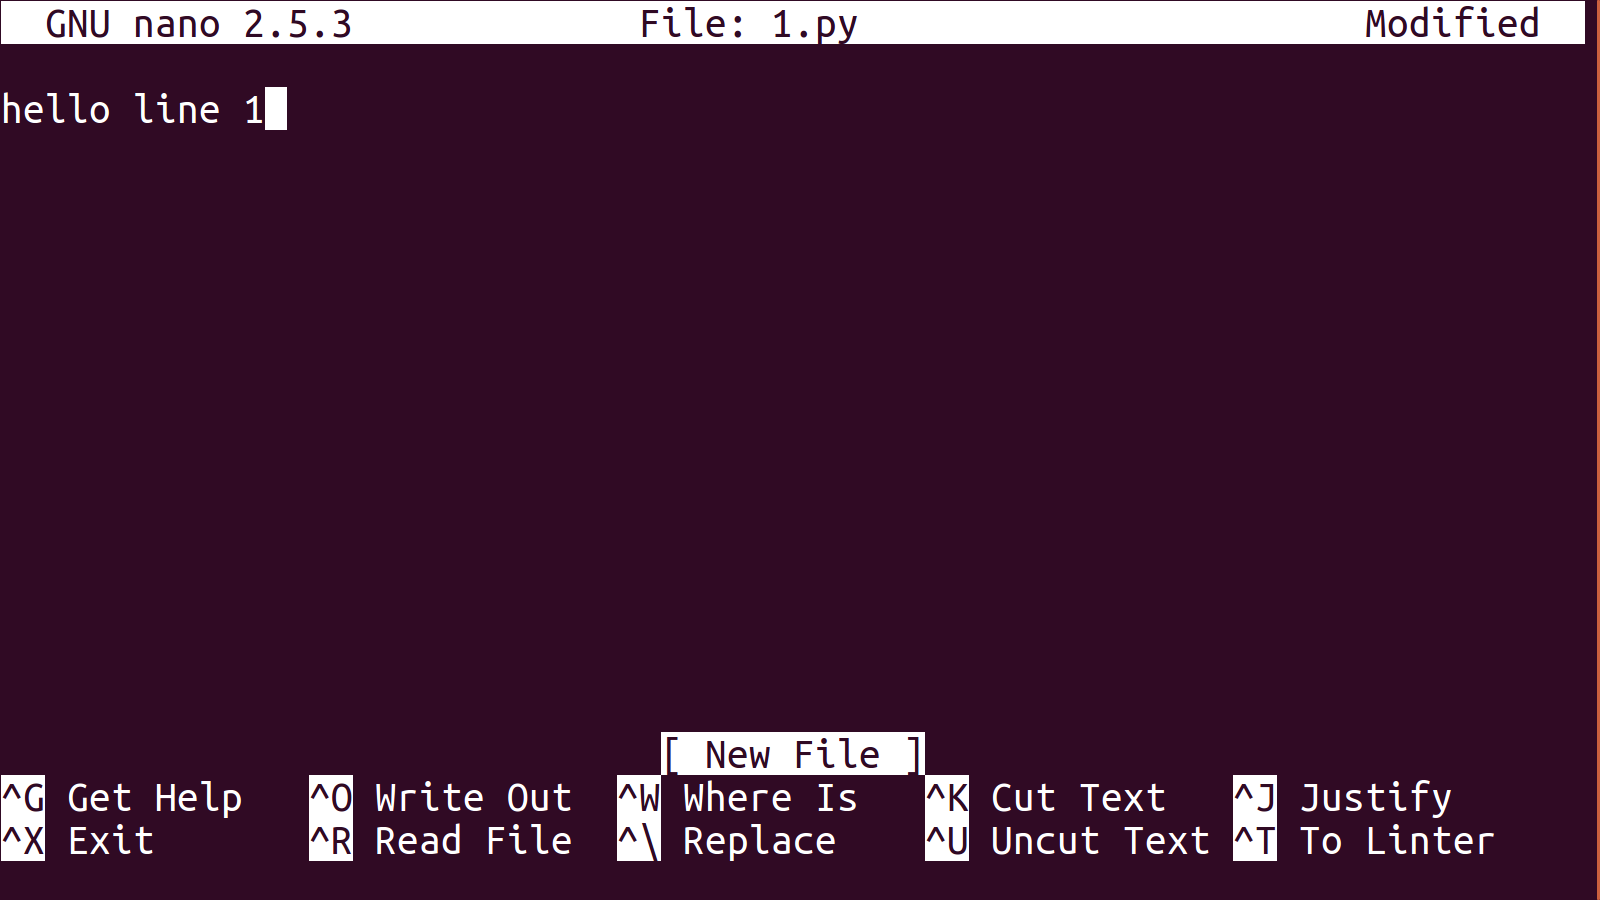 GNU nano 2.5.3 File: 1.py Modified
hello line 1
[ New File ]
^G Get Help ^O Write Out ^W Where Is ^K Cut Text ^J Justify
^X Exit ^R Read File ^\ Replace ^U Uncut Text ^T To Linter